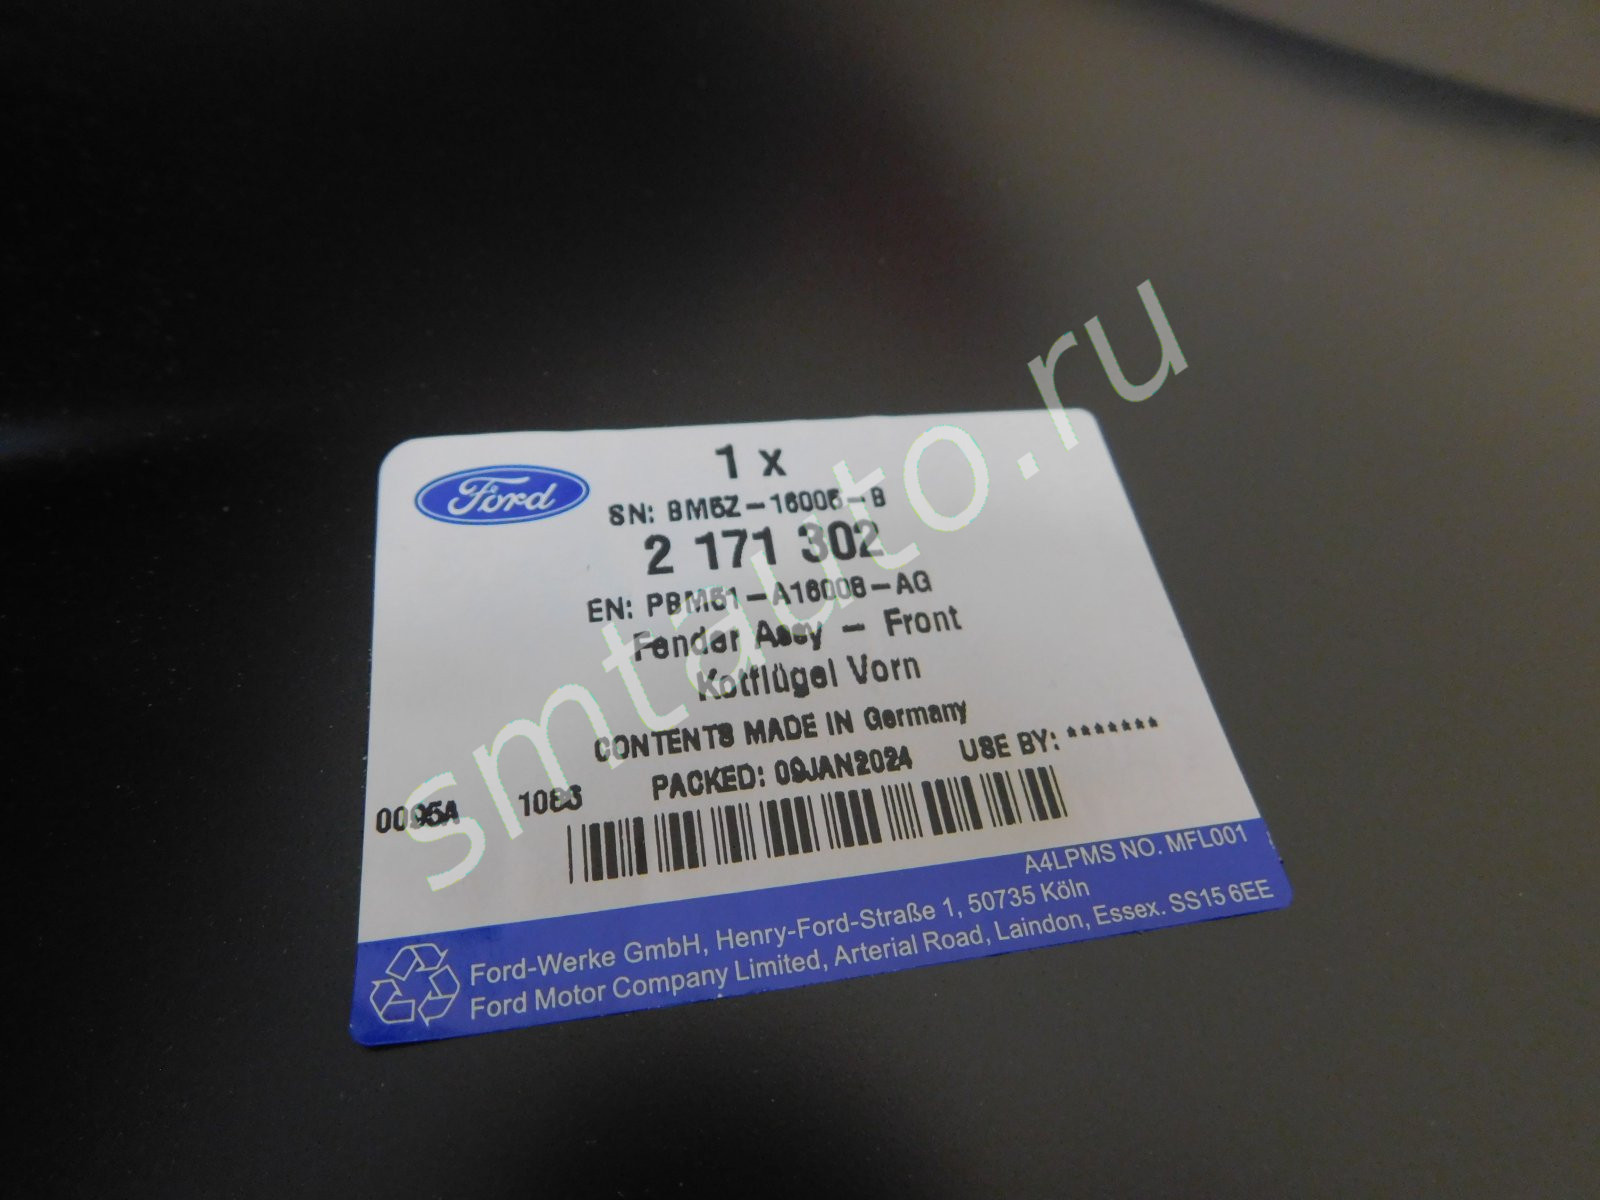 1 x
Ford
SN: BM5Z-16006-B
2 171 302
EN: PBM51-A16008-AG
Fender Assy - Front
Kotflügel Vorn
CONTENTS MADE IN Germany
PACKED: 09JAN2024 USE BY: *******
0095A
A4LPMS NO. MFL001
Ford-Werke GmbH, Henry-Ford-Straße 1, 50735 Köln
Ford Motor Company Limited, Arterial Road, Laindon, Essex. SS15 6EE
smtauto.ru